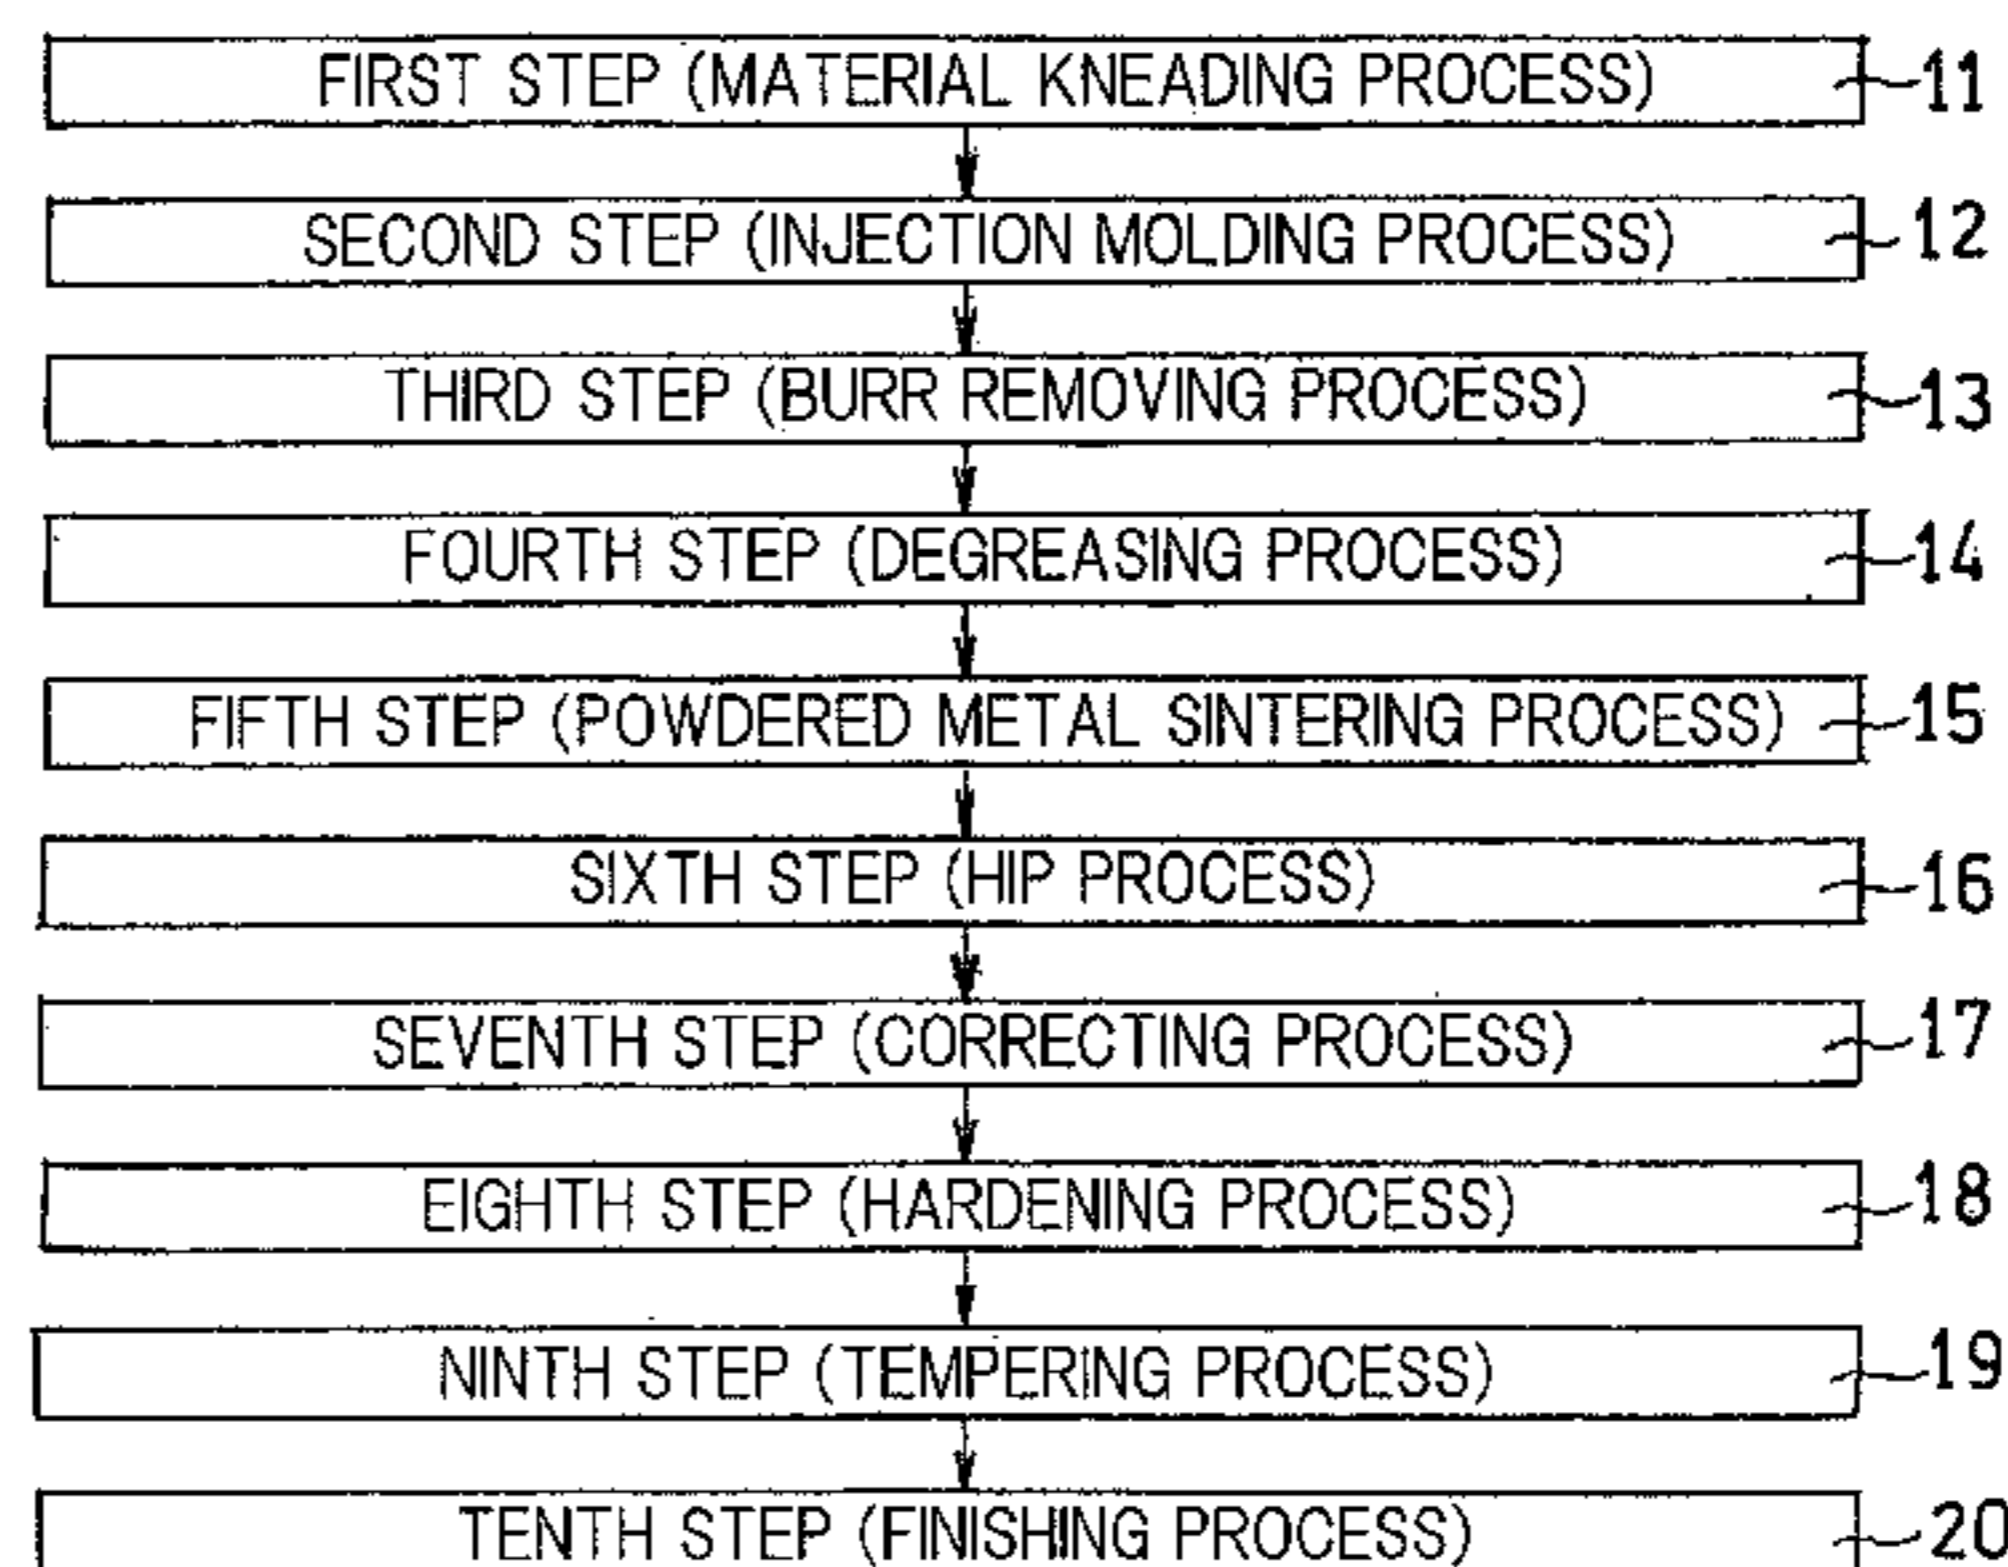 FIRST STEP (MATERIAL KNEADING PROCESS) 11
SECOND STEP (INJECTION MOLDING PROCESS) 12
THIRD STEP (BURR REMOVING PROCESS) 13
FOURTH STEP (DEGREASING PROCESS) 14
FIFTH STEP (POWDERED METAL SINTERING PROCESS) 15
SIXTH STEP (HIP PROCESS) 16
SEVENTH STEP (CORRECTING PROCESS) 17
EIGHTH STEP (HARDENING PROCESS) 18
NINTH STEP (TEMPERING PROCESS) 19
TENTH STEP (FINISHING PROCESS) 20